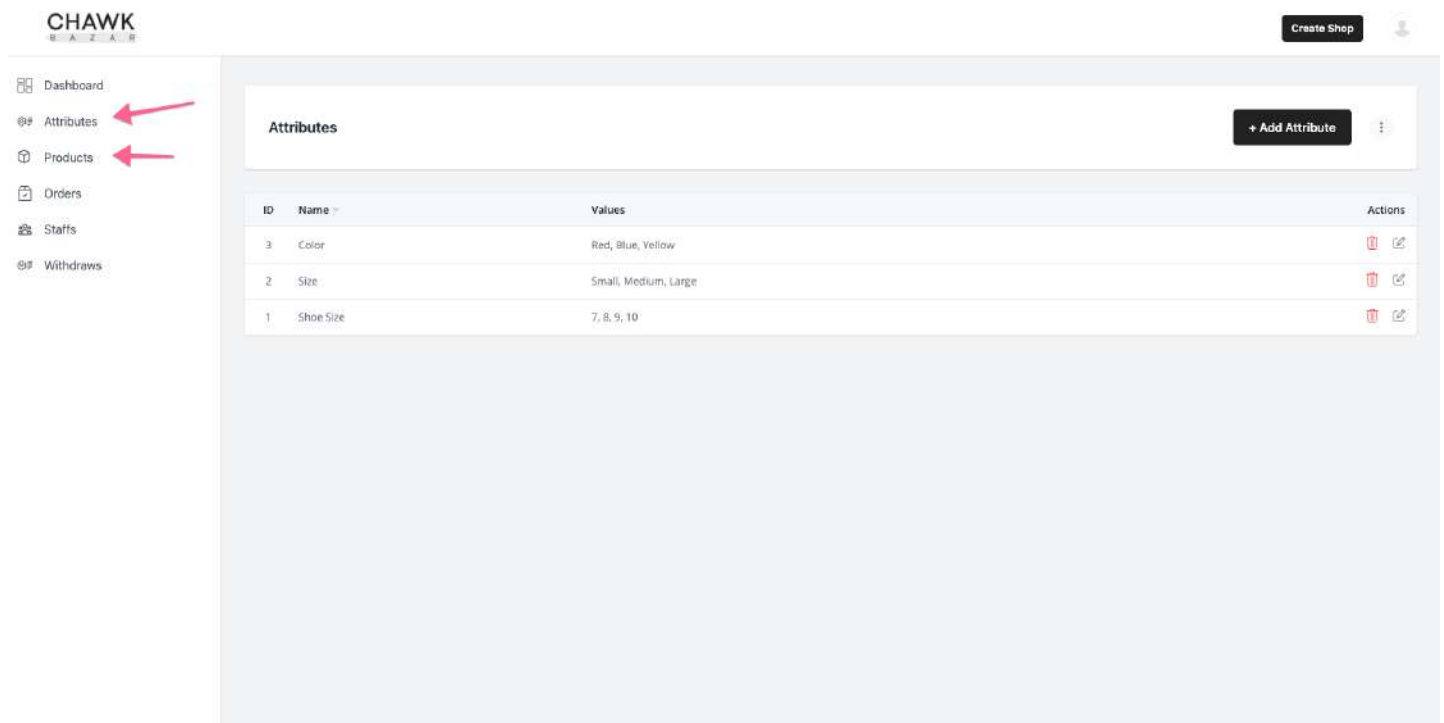 CHAWK
BAZAR
Create Shop
Dashboard
Attributes
Products
Orders
Staffs
Withdraws
Attributes
+ Add Attribute
ID Name Values Actions
3 Color Red, Blue, Yellow
2 Size Small, Medium, Large
1 Shoe Size 7, 8, 9, 10